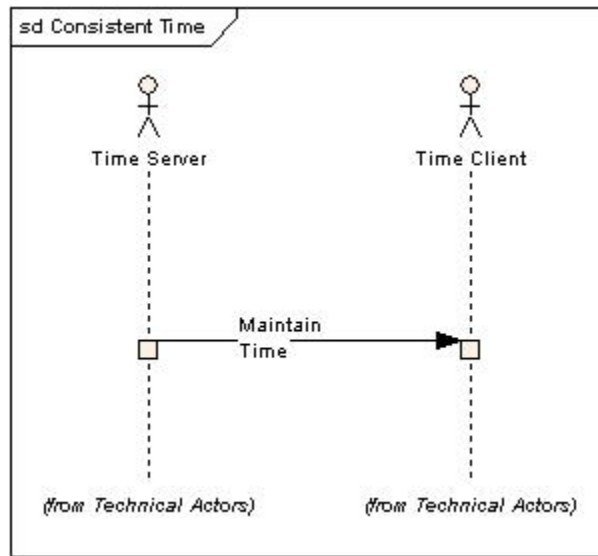 sd Consistent Time
Time Server
Time Client
Maintain
Time
(from Technical Actors)
(from Technical Actors)